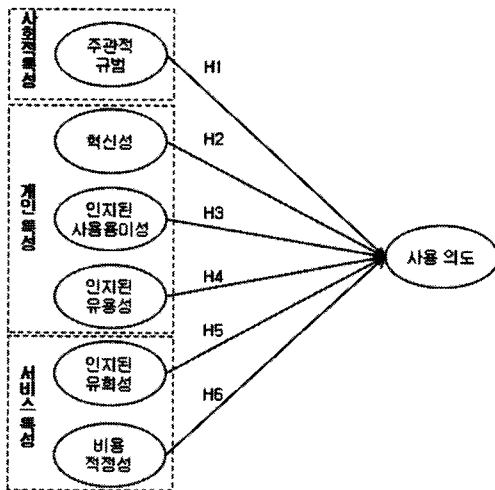 사회적특성
주관적
규범
H1
개인 특성
혁신성
H2
인지된
사용용이성
H3
인지된
유용성
H4
사용 의도
서비스 특성
인지된
유희성
H5
비용
적정성
H6